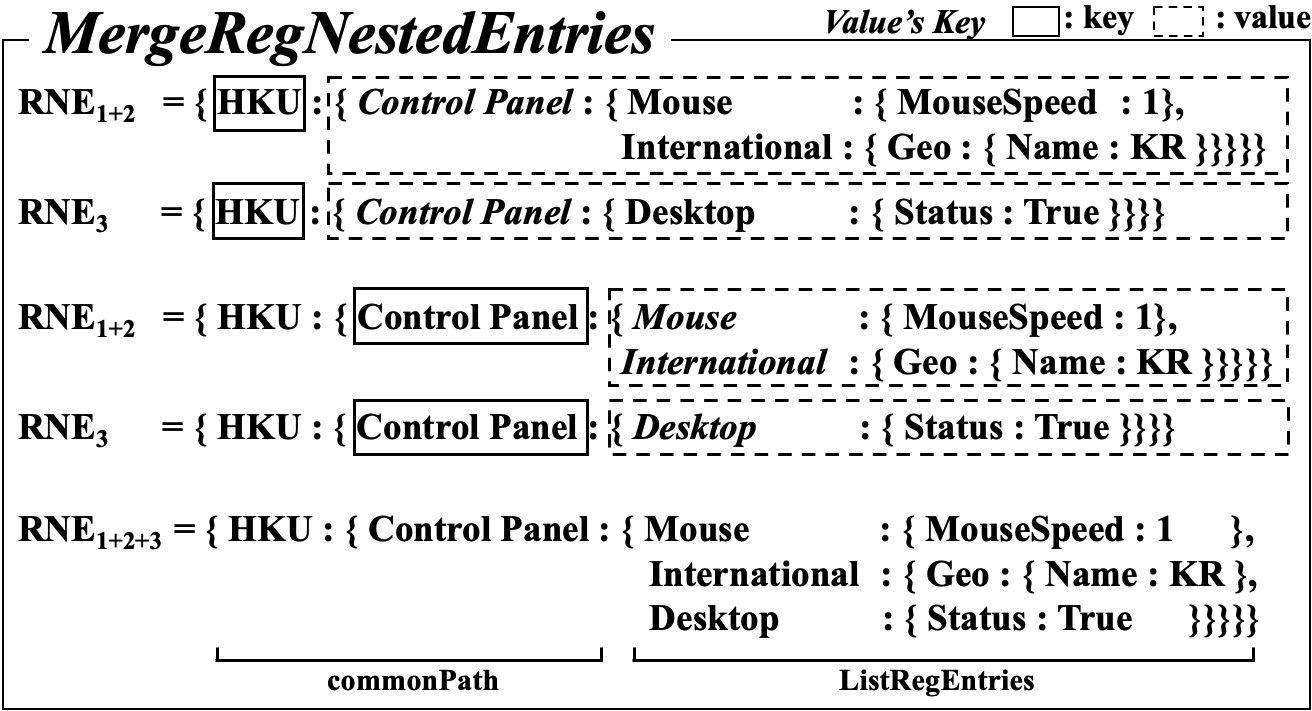 MergeRegNestedEntries Value's Key : key : value
RNE1+2 = { HKU : { Control Panel : { Mouse : { MouseSpeed : 1},
International : { Geo : { Name : KR }}}}}
RNE3 = { HKU : { Control Panel : { Desktop : { Status : True }}}}
RNE1+2 = { HKU : { Control Panel : { Mouse : { MouseSpeed : 1},
International : { Geo : { Name : KR }}}}}
RNE3 = { HKU : { Control Panel : { Desktop : { Status : True }}}}
RNE1+2+3 = { HKU : { Control Panel : { Mouse : { MouseSpeed : 1 },
International : { Geo : { Name : KR },
Desktop : { Status : True }}}}}
commonPath ListRegEntries